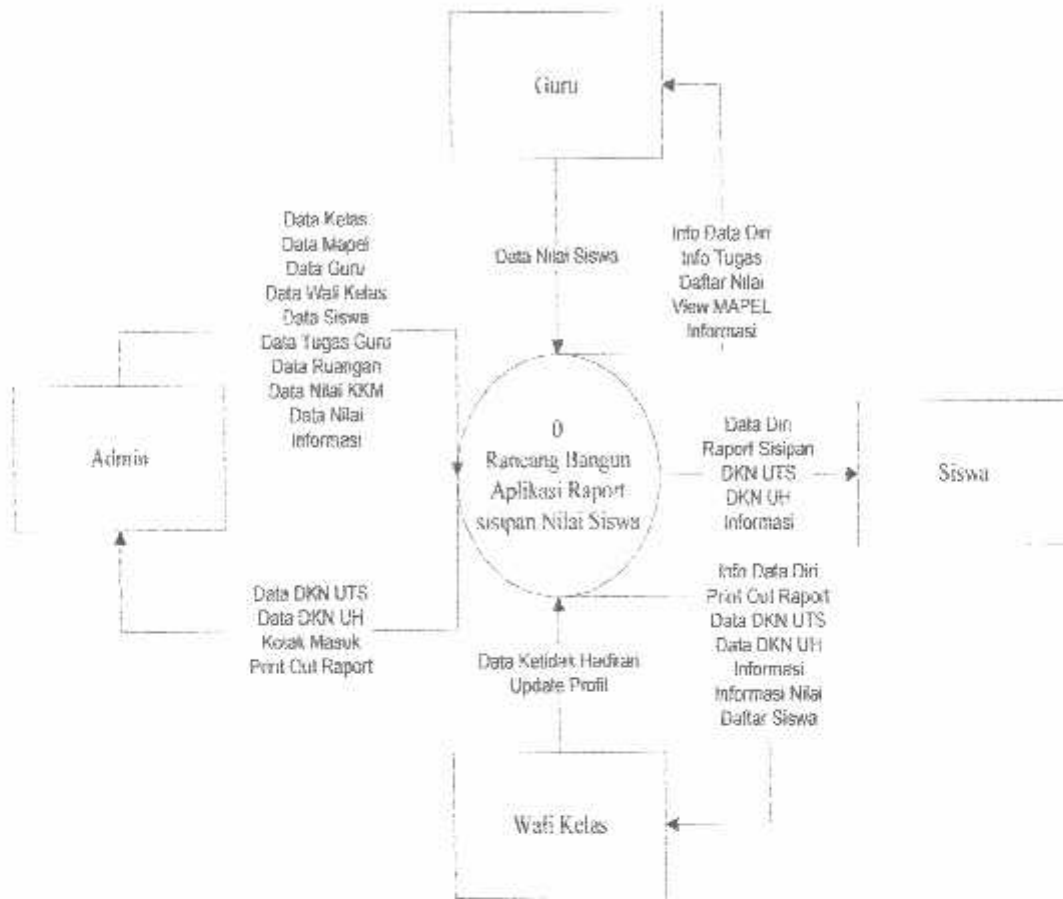 Guru
Data Kelas
Data Mapel
Data Guru
Data Wali Kelas
Data Siswa
Data Tugas Guru
Data Ruangan
Data Nilai KKM
Data Nilai
Informasi
Data Nilai Siswa
Info Data Diri
Info Tugas
Daftar Nilai
View MAPEL
Informasi
Admin
0
Rancang Bangun
Aplikasi Raport
sisipan Nilai Siswa
Data Diri
Raport Sisipan
DKN UTS
DKN UH
Informasi
Siswa
Data DKN UTS
Data DKN UH
Kotak Masuk
Print Out Raport
Data Ketidak Hadiran
Update Profil
Info Data Diri
Print Out Raport
Data DKN UTS
Data DKN UH
Informasi
Informasi Nilai
Daftar Siswa
Wali Kelas